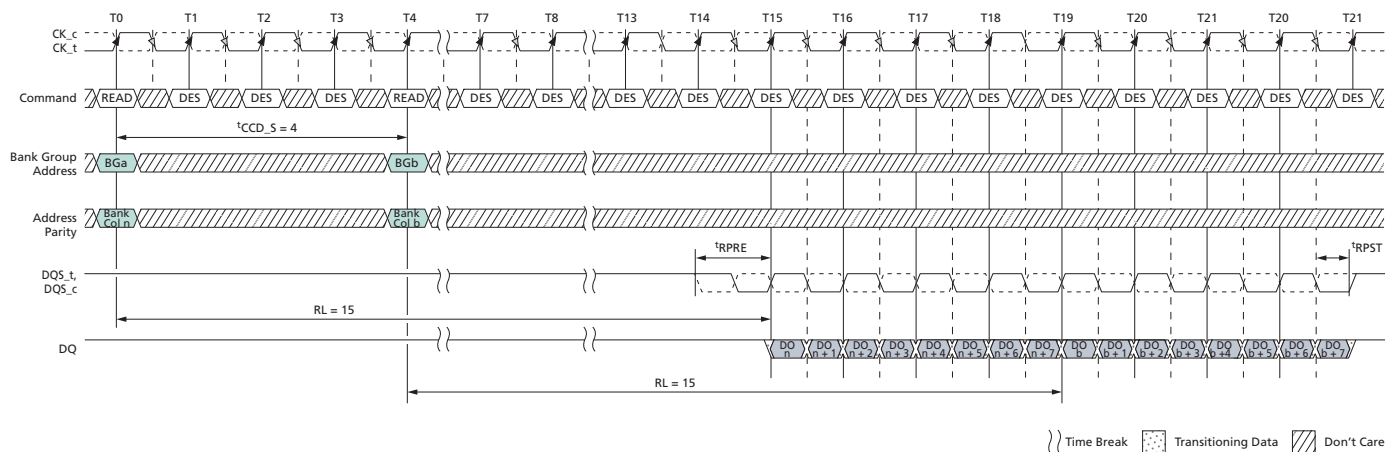 T0 T1 T2 T3 T4 T7 T8 T13 T14 T15 T16 T17 T18 T19 T20 T21 T20 T21
CK_c
CK_t
Command READ DES DES DES READ DES DES DES DES DES DES DES DES DES DES DES DES DES
tCCD_S = 4
Bank Group
Address
BGa BGb
Address
Parity
Bank
Col n
Bank
Col b
tRPRE tRPST
DQS_t,
DQS_c
RL = 15
DQ
DO
n
DO
n + 1
DO
n + 2
DO
n + 3
DO
n + 4
DO
n + 5
DO
n + 6
DO
n + 7
DO
b
DO
b + 1
DO
b + 2
DO
b + 3
DO
b +4
DO
b + 5
DO
b + 6
DO
b + 7
RL = 15
Time Break Transitioning Data Don't Care